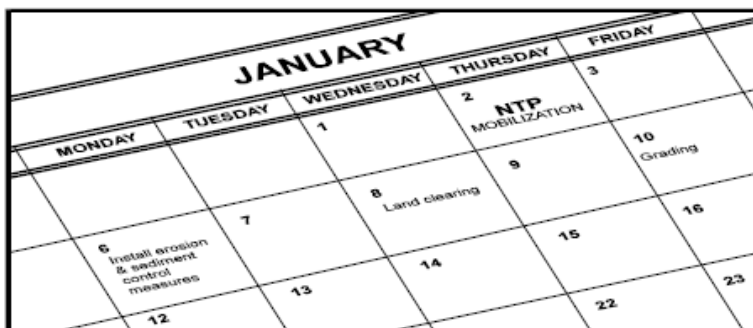 JANUARY
MONDAY TUESDAY WEDNESDAY THURSDAY FRIDAY
1 2 3
NTP
MOBILIZATION
6 7 8 9 10
Install erosion
& sediment
control
measures
Land clearing
Grading
12 13 14 15 16
22 23